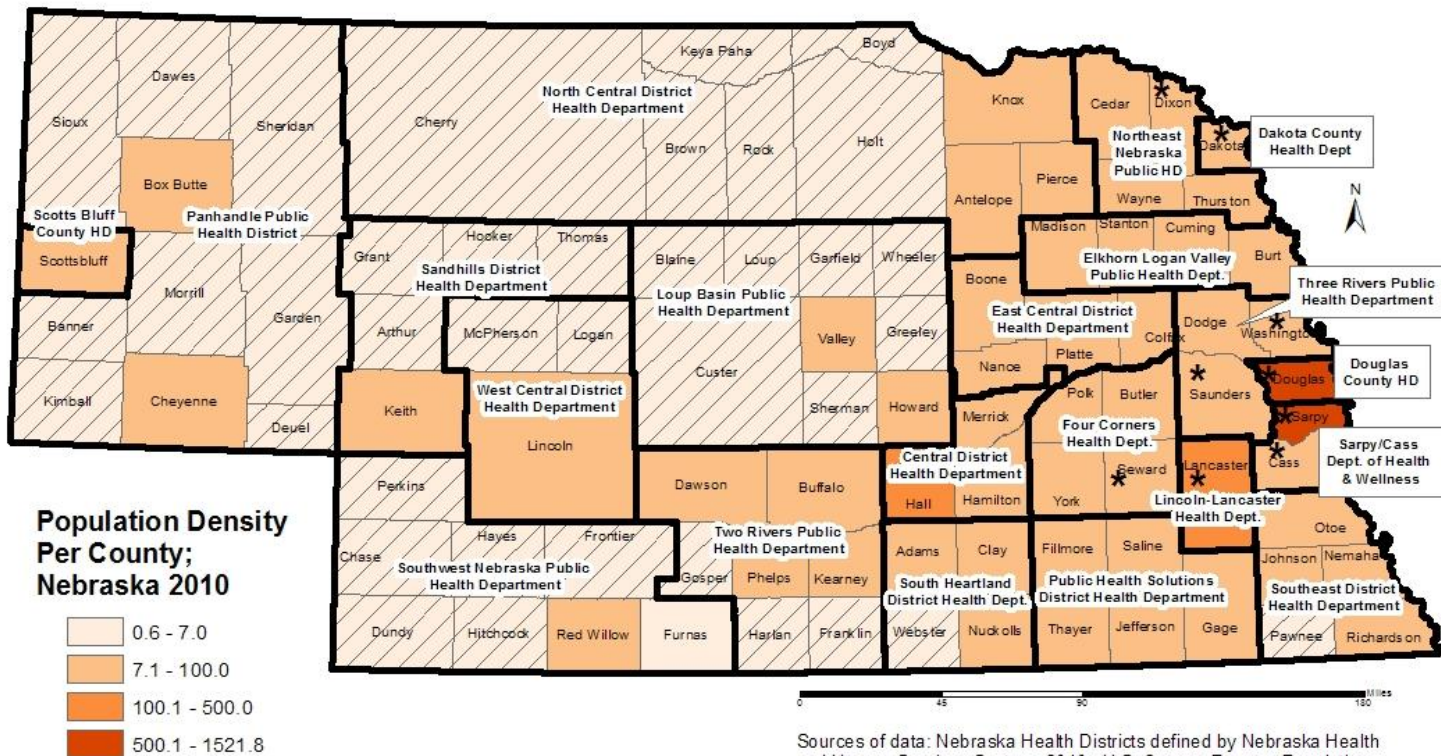 Keya Paha
Boyd
Dawes
North Central District
Health Department
Knox
Cedar
Dixon
Sioux
Sheridan
Cherry
Brown
Rock
Holt
Northeast
Nebraska
Public HD
Dakota
Dakota County
Health Dept
Box Butte
Pierce
Antelope
Wayne
Thurston
N
Scotts Bluff
County HD
Panhandle Public
Health District
Scottsbluff
Hooker
Thomas
Grant
Sandhills District
Health Department
Blaine
Loup
Garfield
Wheeler
Madison
Stanton
Cuming
Burt
Elkhorn Logan Valley
Public Health Dept.
Morrill
Garden
Banner
Loup Basin Public
Health Department
Boone
East Central District
Health Department
Three Rivers Public
Health Department
Arthur
McPherson
Logan
Valley
Greeley
Colfax
Dodge
Washington
Platte
Nance
Kimball
Cheyenne
Deuel
Keith
West Central District
Health Department
Lincoln
Custer
Sherman
Howard
Merrick
Polk
Butler
Saunders
Douglas
Douglas
County HD
Sarpy
Four Corners
Health Dept.
Central District
Health Department
Hall
Hamilton
York
Seward
Lancaster
Cass
Lincoln-Lancaster
Health Dept.
Sarpy/Cass
Dept. of Health
& Wellness
Perkins
Dawson
Buffalo
Otoe
Chase
Hayes
Frontier
Southwest Nebraska Public
Health Department
Two Rivers Public
Health Department
Gosper
Phelps
Kearney
Adams
Clay
South Heartland
District Health Dept.
Fillmore
Saline
Public Health Solutions
District Health Department
Johnson
Nemaha
Southeast District
Health Department
Dundy
Hitchcock
Red Willow
Furnas
Harlan
Franklin
Webster
Nuckolls
Thayer
Jefferson
Gage
Pawnee
Richardson
Population Density
Per County;
Nebraska 2010
0.6 - 7.0
7.1 - 100.0
100.1 - 500.0
500.1 - 1521.8
0 45 90 180 Miles
Sources of data: Nebraska Health Districts defined by Nebraska Health